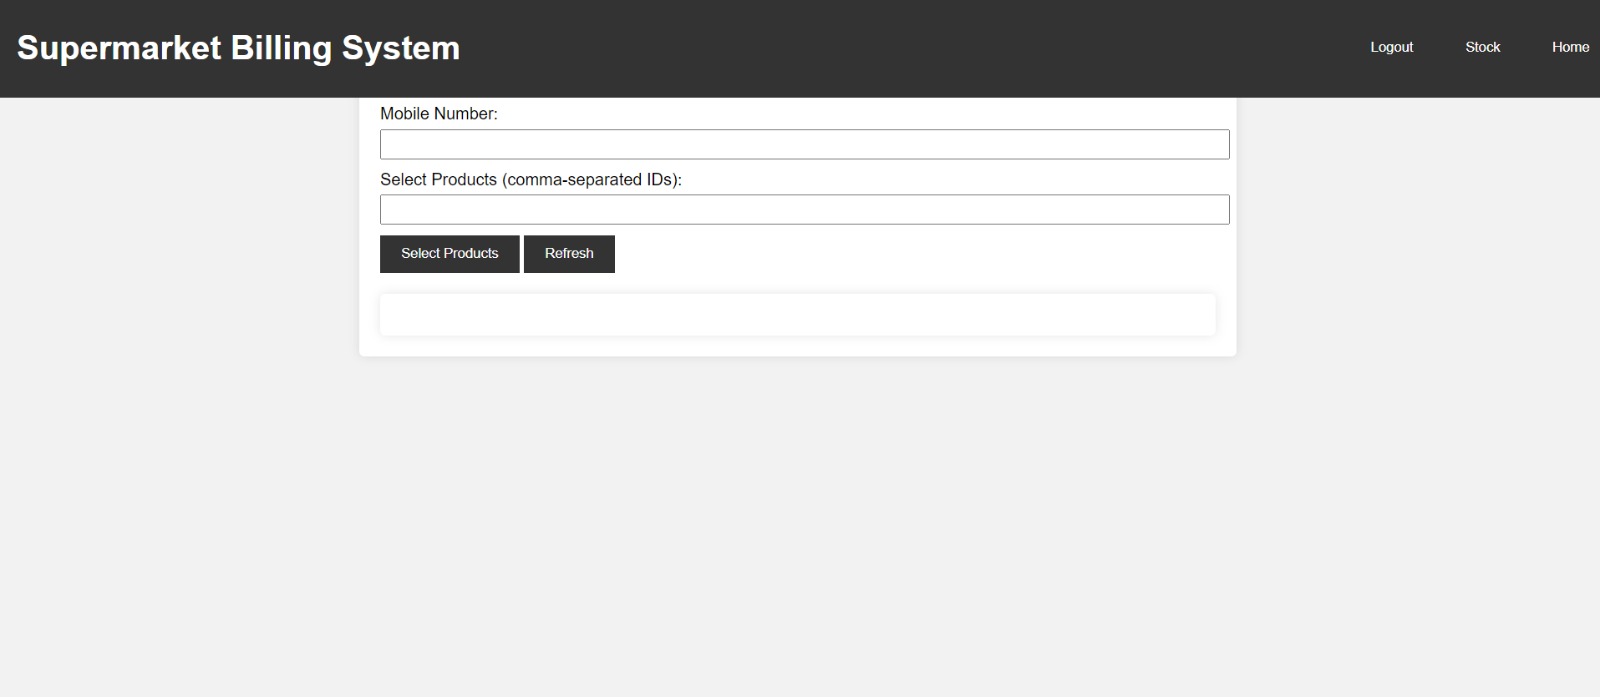 Supermarket Billing System
Logout Stock Home
Mobile Number:
Select Products (comma-separated IDs):
Select Products Refresh